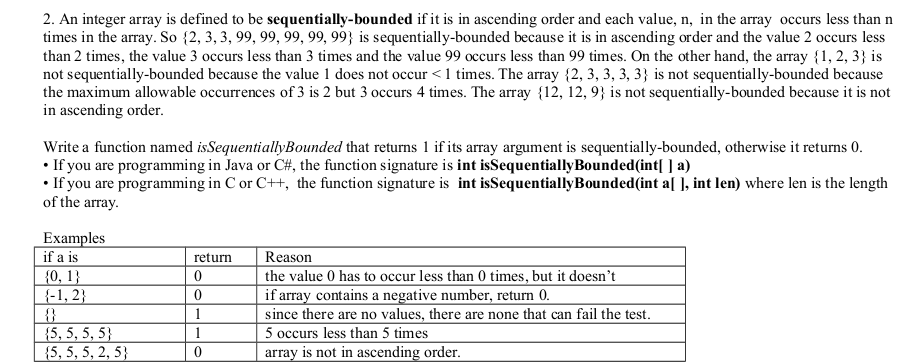 2. An integer array is defined to be sequentially-bounded if it is in ascending order and each value, n, in the array occurs less than n
times in the array. So {2, 3, 3, 99, 99, 99, 99, 99} is sequentially-bounded because it is in ascending order and the value 2 occurs less
than 2 times, the value 3 occurs less than 3 times and the value 99 occurs less than 99 times. On the other hand, the array {1, 2, 3} is
not sequentially-bounded because the value 1 does not occur < 1 times. The array {2, 3, 3, 3, 3} is not sequentially-bounded because
the maximum allowable occurrences of 3 is 2 but 3 occurs 4 times. The array {12, 12, 9} is not sequentially-bounded because it is not
in ascending order.
Write a function named isSequentiallyBounded that returns 1 if its array argument is sequentially-bounded, otherwise it returns 0.
• If you are programming in Java or C#, the function signature is int isSequentiallyBounded(int[ ] a)
• If you are programming in C or C++, the function signature is int isSequentiallyBounded(int a[ ], int len) where len is the length
of the array.
Examples
if a is return Reason
{0, 1} 0 the value 0 has to occur less than 0 times, but it doesn't
{-1, 2} 0 if array contains a negative number, return 0.
{} 1 since there are no values, there are none that can fail the test.
{5, 5, 5, 5} 1 5 occurs less than 5 times
{5, 5, 5, 2, 5} 0 array is not in ascending order.